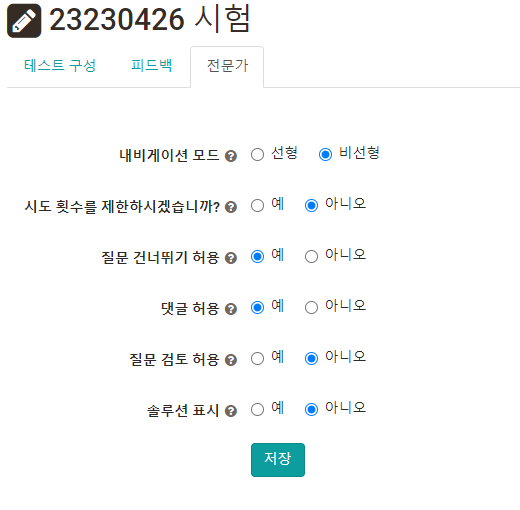 23230426 시험
테스트 구성 피드백 전문가
내비게이션 모드 선형 비선형
시도 횟수를 제한하시겠습니까? 예 아니오
질문 건너뛰기 허용 예 아니오
댓글 허용 예 아니오
질문 검토 허용 예 아니오
솔루션 표시 예 아니오
저장